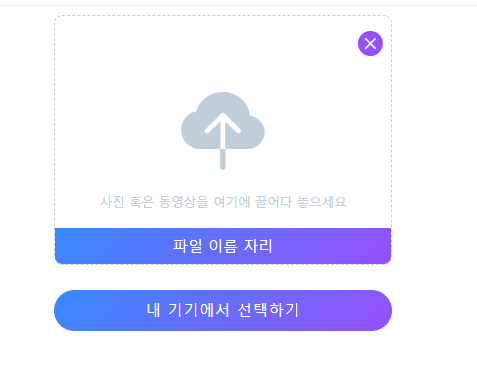 사진 혹은 동영상을 여기에 끌어다 놓으세요
파일 이름 자리
내 기기에서 선택하기